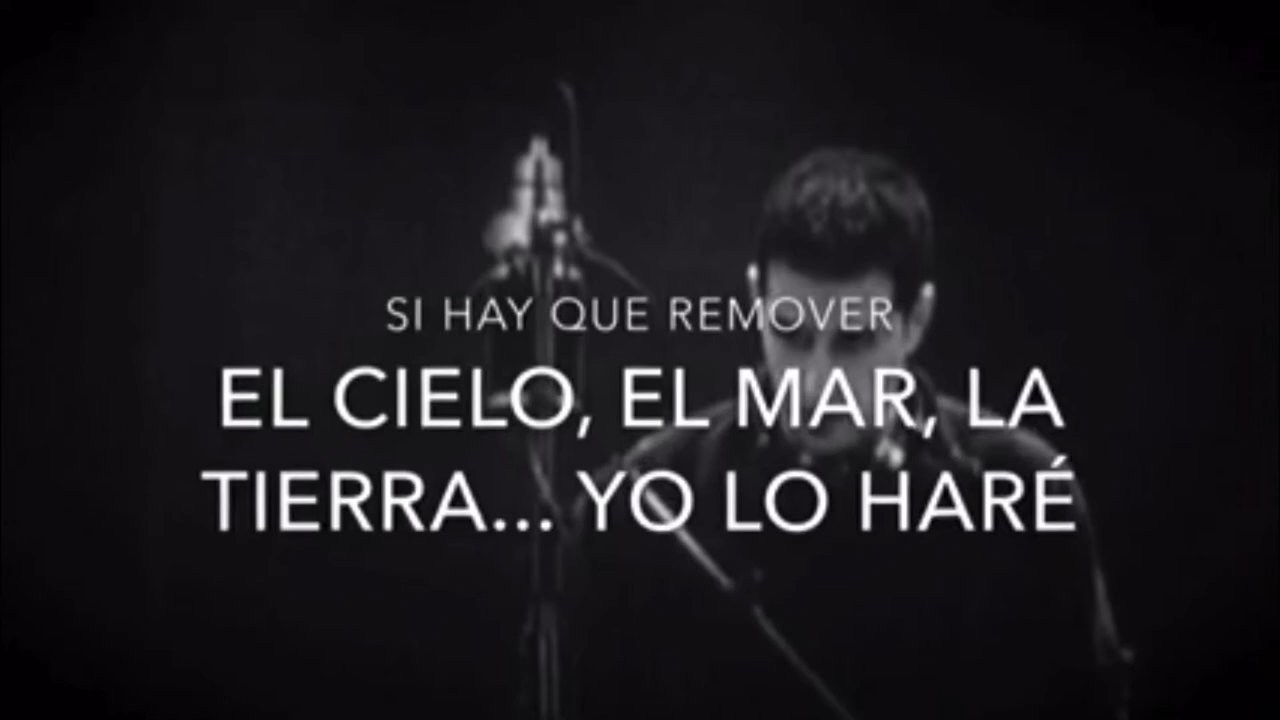 SI HAY QUE REMOVER
EL CIELO, EL MAR, LA
TIERRA... YO LO HARÉ